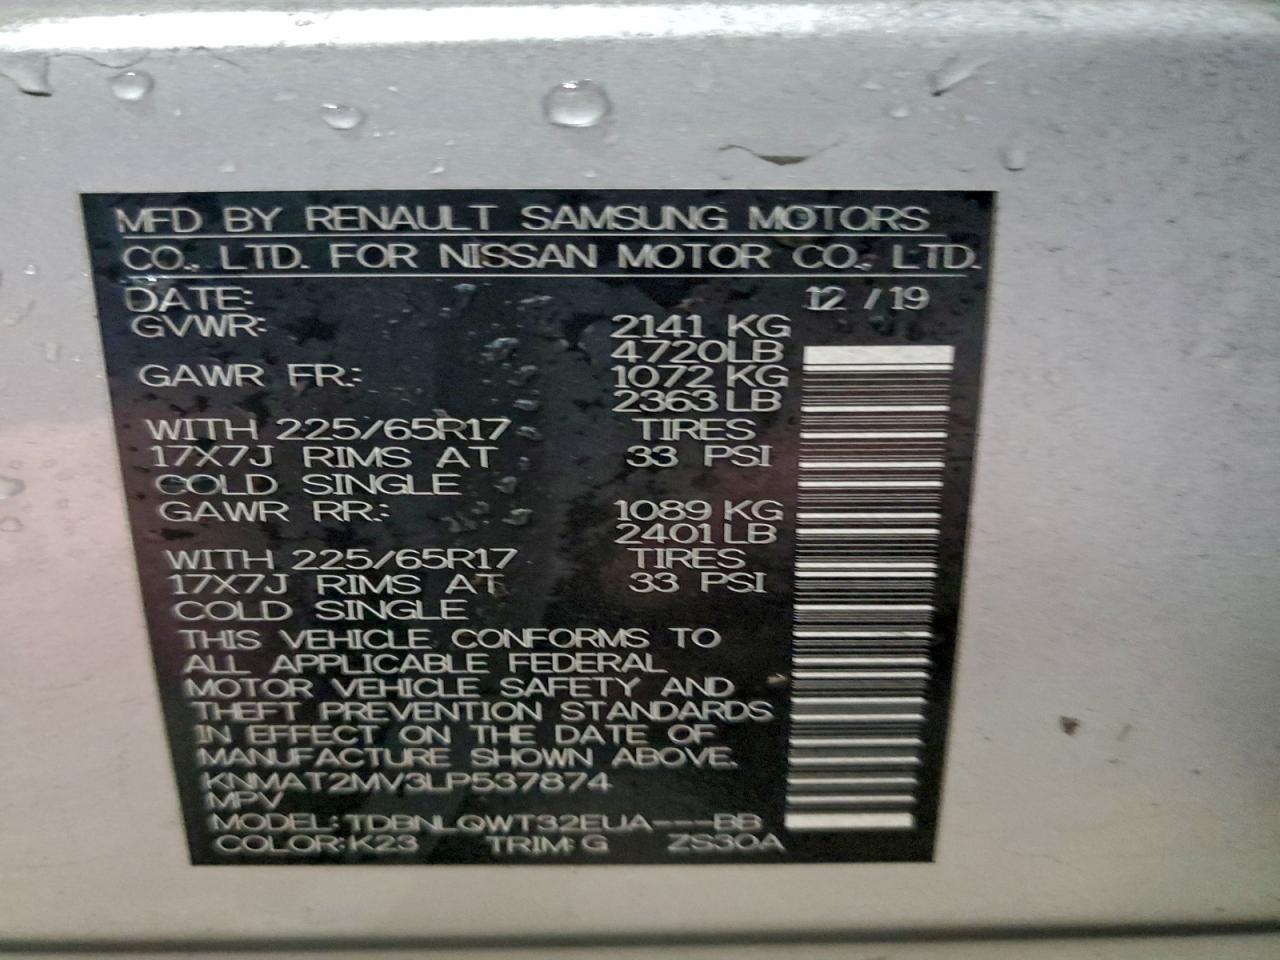 MFD BY RENAULT SAMSUNG MOTORS
CO., LTD. FOR NISSAN MOTOR CO., LTD.
DATE: 12 / 19
GVWR: 2141 KG
4720LB
GAWR FR.: 1072 KG
2363 LB
WITH 225/65R17 TIRES
17X7J RIMS AT 33 PSI
COLD SINGLE
GAWR RR.: 1089 KG
2401 LB
WITH 225/65R17 TIRES
17X7J RIMS AT 33 PSI
COLD SINGLE
THIS VEHICLE CONFORMS TO
ALL APPLICABLE FEDERAL
MOTOR VEHICLE SAFETY AND
THEFT PREVENTION STANDARDS
IN EFFECT ON THE DATE OF
MANUFACTURE SHOWN ABOVE.
KNMAT2MV3LP537874
MPV
MODEL: TDBNLQWT32EUA---BB
COLOR: K23 TRIM: G ZS30A